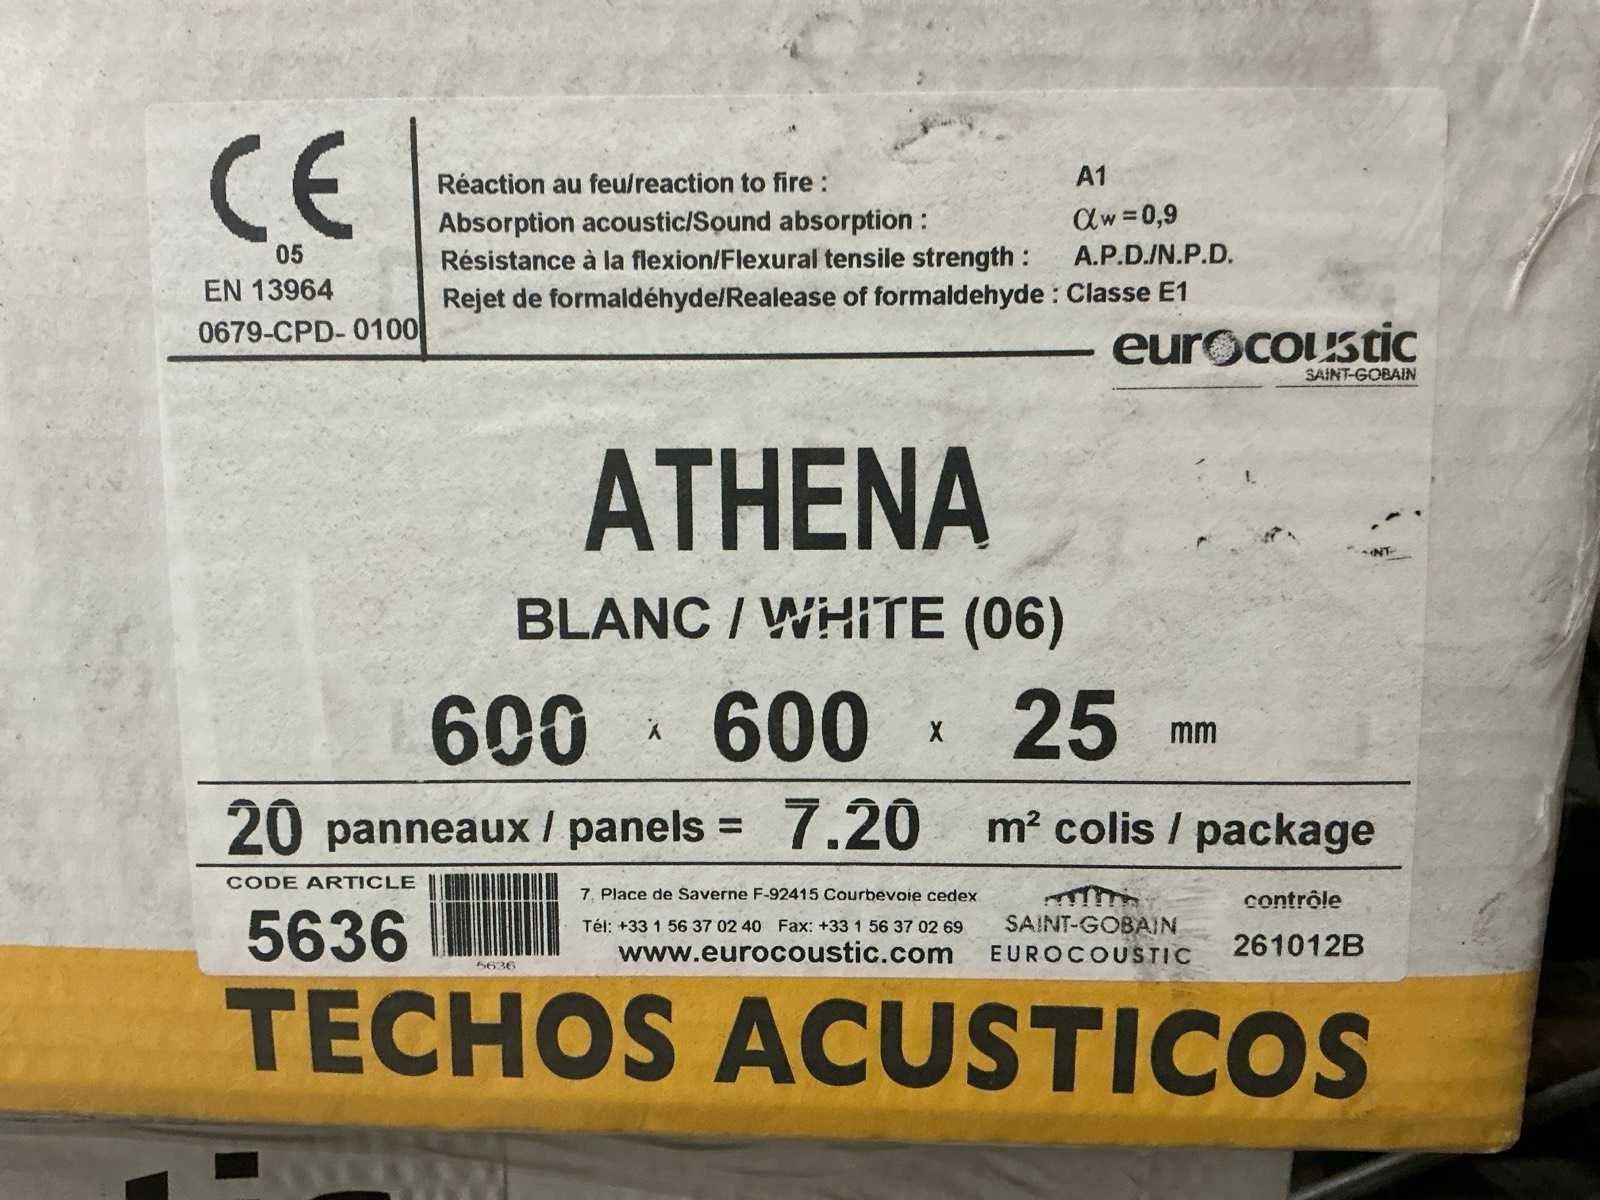 CE
05
EN 13964
0679-CPD- 0100
Réaction au feu/reaction to fire : A1
Absorption acoustic/Sound absorption : αw=0,9
Résistance à la flexion/Flexural tensile strength : A.P.D./N.P.D.
Rejet de formaldéhyde/Realease of formaldehyde : Classe E1
eurocoustic
SAINT-GOBAIN
ATHENA
BLANC / WHITE (06)
600 x 600 x 25 mm
20 panneaux / panels = 7.20 m² colis / package
CODE ARTICLE
5636
5636
7, Place de Saverne F-92415 Courbevoie cedex
Tél: +33 1 56 37 02 40 Fax: +33 1 56 37 02 69
www.eurocoustic.com
SAINT-GOBAIN
EUROCOUSTIC
contrôle
261012B
TECHOS ACUSTICOS